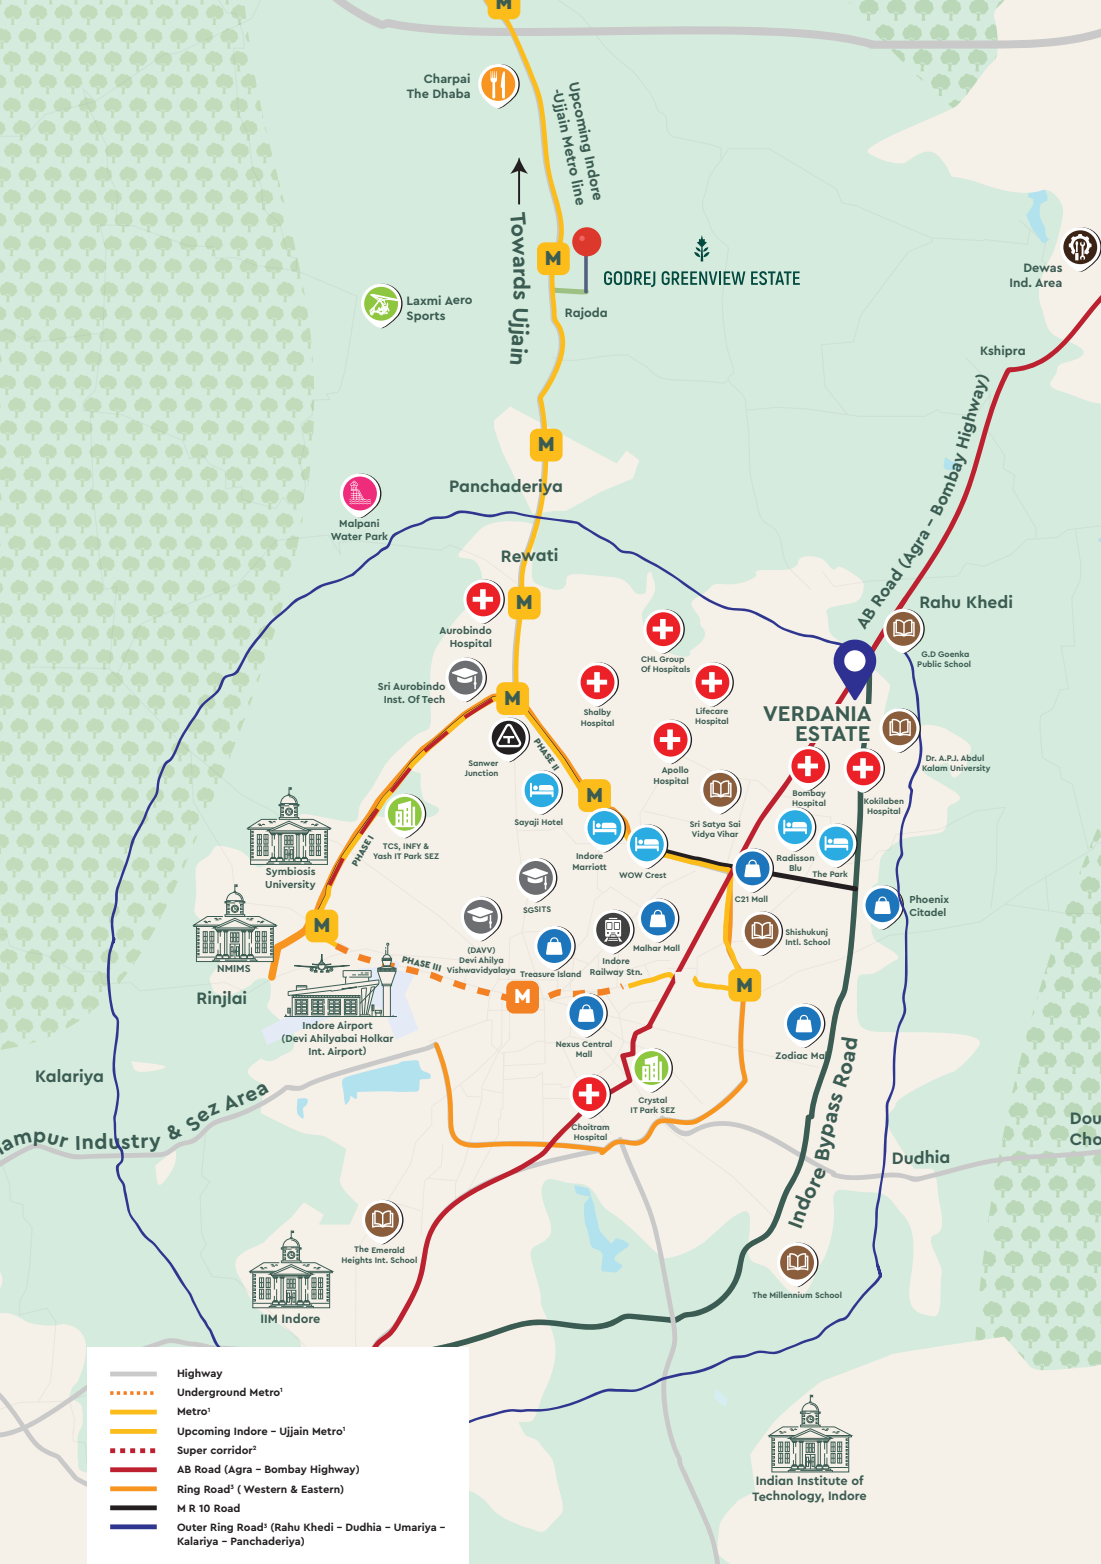 M
Charpai
The Dhaba
Upcoming Indore
-Ujjain Metro line
Towards Ujjain
M
GODREJ GREENVIEW ESTATE
Rajoda
Dewas
Ind. Area
Laxmi Aero
Sports
Kshipra
AB Road (Agra - Bombay Highway)
M
Panchaderiya
Malpani
Water Park
Rewati
M
Aurobindo
Hospital
Rahu Khedi
G.D Goenka
Public School
CHL Group
Of Hospitals
Sri Aurobindo
Inst. Of Tech
M
Shalby
Hospital
Lifecare
Hospital
VERDANIA
ESTATE
Sanwer
Junction
PHASE II
Apollo
Hospital
Dr. A.P.J. Abdul
Kalam University
M
Bombay
Hospital
Kokilaben
Hospital
Sayaji Hotel
Sri Satya Sai
Vidya Vihar
PHASE I
TCS, INFY &
Yash IT Park SEZ
Indore
Marriott
WOW Crest
Radisson
Blu
The Park
Symbiosis
University
C21 Mall
SGSITS
Phoenix
Citadel
M
NMIMS
(DAVV)
Devi Ahilya
Vishwavidyalaya
Treasure Island
Indore
Railway Stn.
Malhar Mall
Shishukunj
Intl. School
PHASE III
Rinjlai
M
M
Indore Airport
(Devi Ahilyabai Holkar
Int. Airport)
Nexus Central
Mall
Zodiac Mal
Kalariya
Crystal
IT Park SEZ
Choitram
Hospital
ampur Industry & Sez Area
Indore Bypass Road
Dou
Cho
Dudhia
The Emerald
Heights Int. School
The Millennium School
IIM Indore
Indian Institute of
Technology, Indore
Highway
Underground Metro¹
Metro¹
Upcoming Indore - Ujjain Metro¹
Super corridor²
AB Road (Agra - Bombay Highway)
Ring Road³ ( Western & Eastern)
M R 10 Road
Outer Ring Road³ (Rahu Khedi - Dudhia - Umariya -
Kalariya - Panchaderiya)